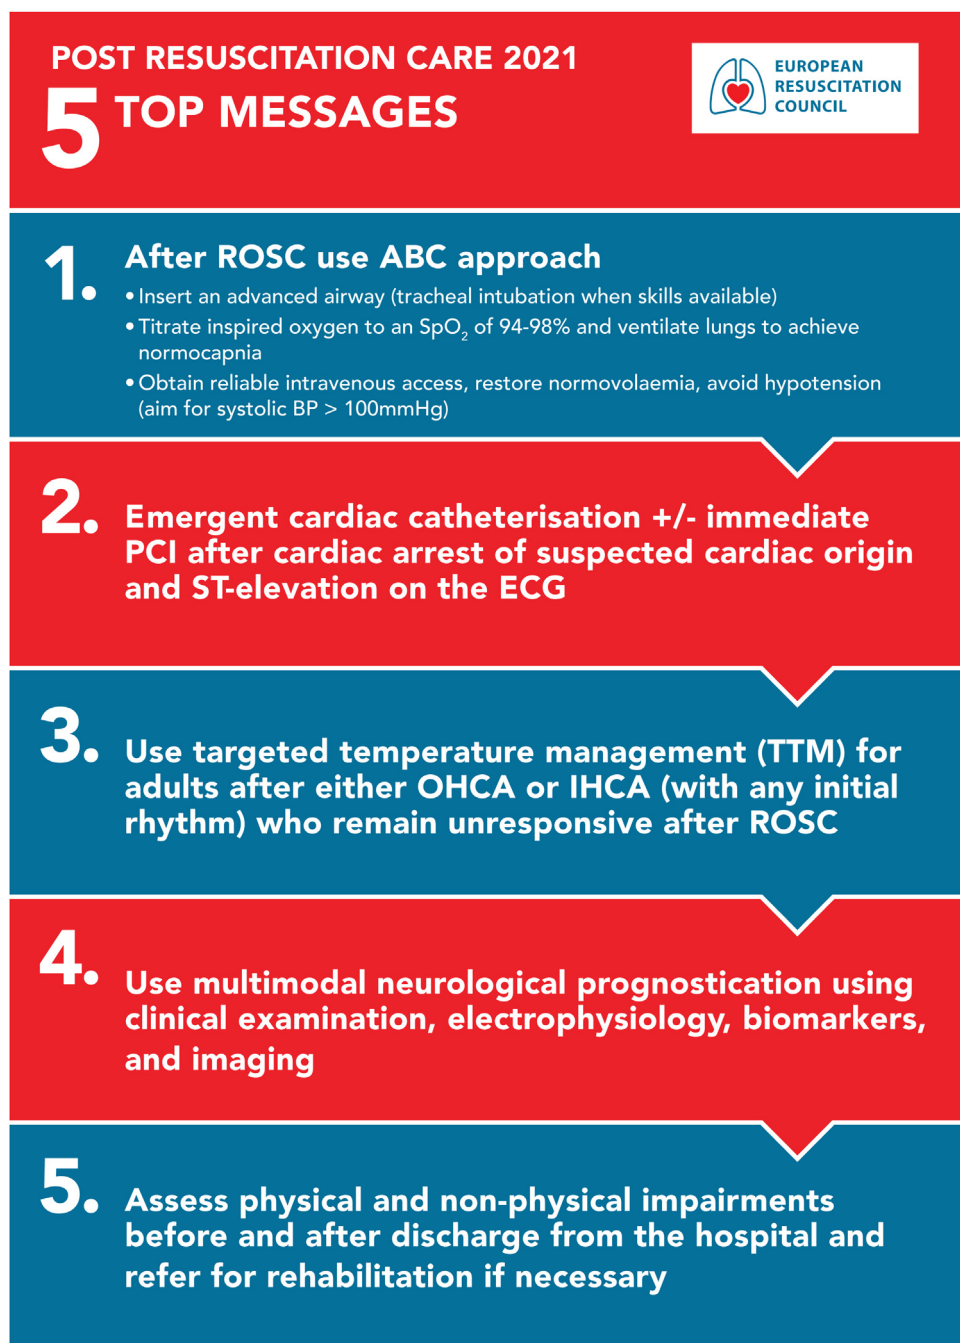 POST RESUSCITATION CARE 2021
5 TOP MESSAGES
EUROPEAN
RESUSCITATION
COUNCIL
1. After ROSC use ABC approach
• Insert an advanced airway (tracheal intubation when skills available)
• Titrate inspired oxygen to an SpO₂ of 94-98% and ventilate lungs to achieve
normocapnia
• Obtain reliable intravenous access, restore normovolaemia, avoid hypotension
(aim for systolic BP > 100mmHg)
2. Emergent cardiac catheterisation +/- immediate
PCI after cardiac arrest of suspected cardiac origin
and ST-elevation on the ECG
3. Use targeted temperature management (TTM) for
adults after either OHCA or IHCA (with any initial
rhythm) who remain unresponsive after ROSC
4. Use multimodal neurological prognostication using
clinical examination, electrophysiology, biomarkers,
and imaging
5. Assess physical and non-physical impairments
before and after discharge from the hospital and
refer for rehabilitation if necessary